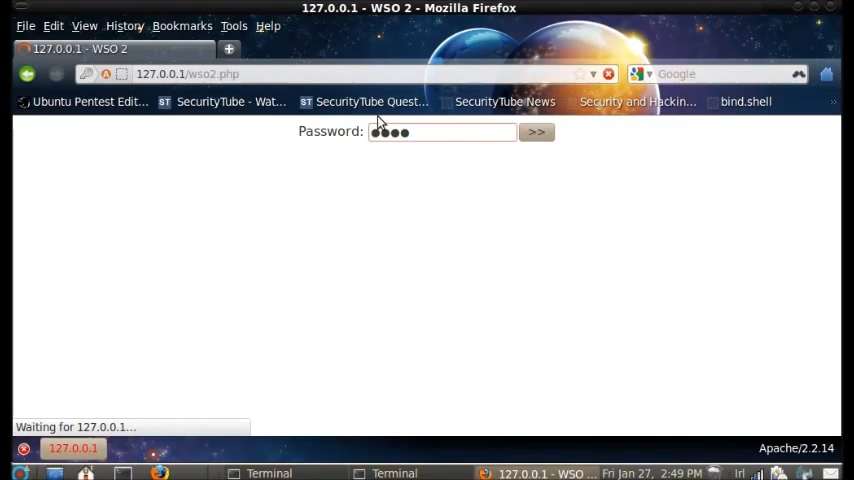 127.0.0.1 - WSO 2 - Mozilla Firefox
File Edit View History Bookmarks Tools Help
127.0.0.1 - WSO 2
127.0.0.1/wso2.php Google
Ubuntu Pentest Edit... ST SecurityTube - Wat... ST SecurityTube Quest... SecurityTube News Security and Hackin... bind.shell »
Password: >>
Waiting for 127.0.0.1...
127.0.0.1 Apache/2.2.14
Terminal Terminal 127.0.0.1 - WSO ... Fri Jan 27, 2:49 PM Irl